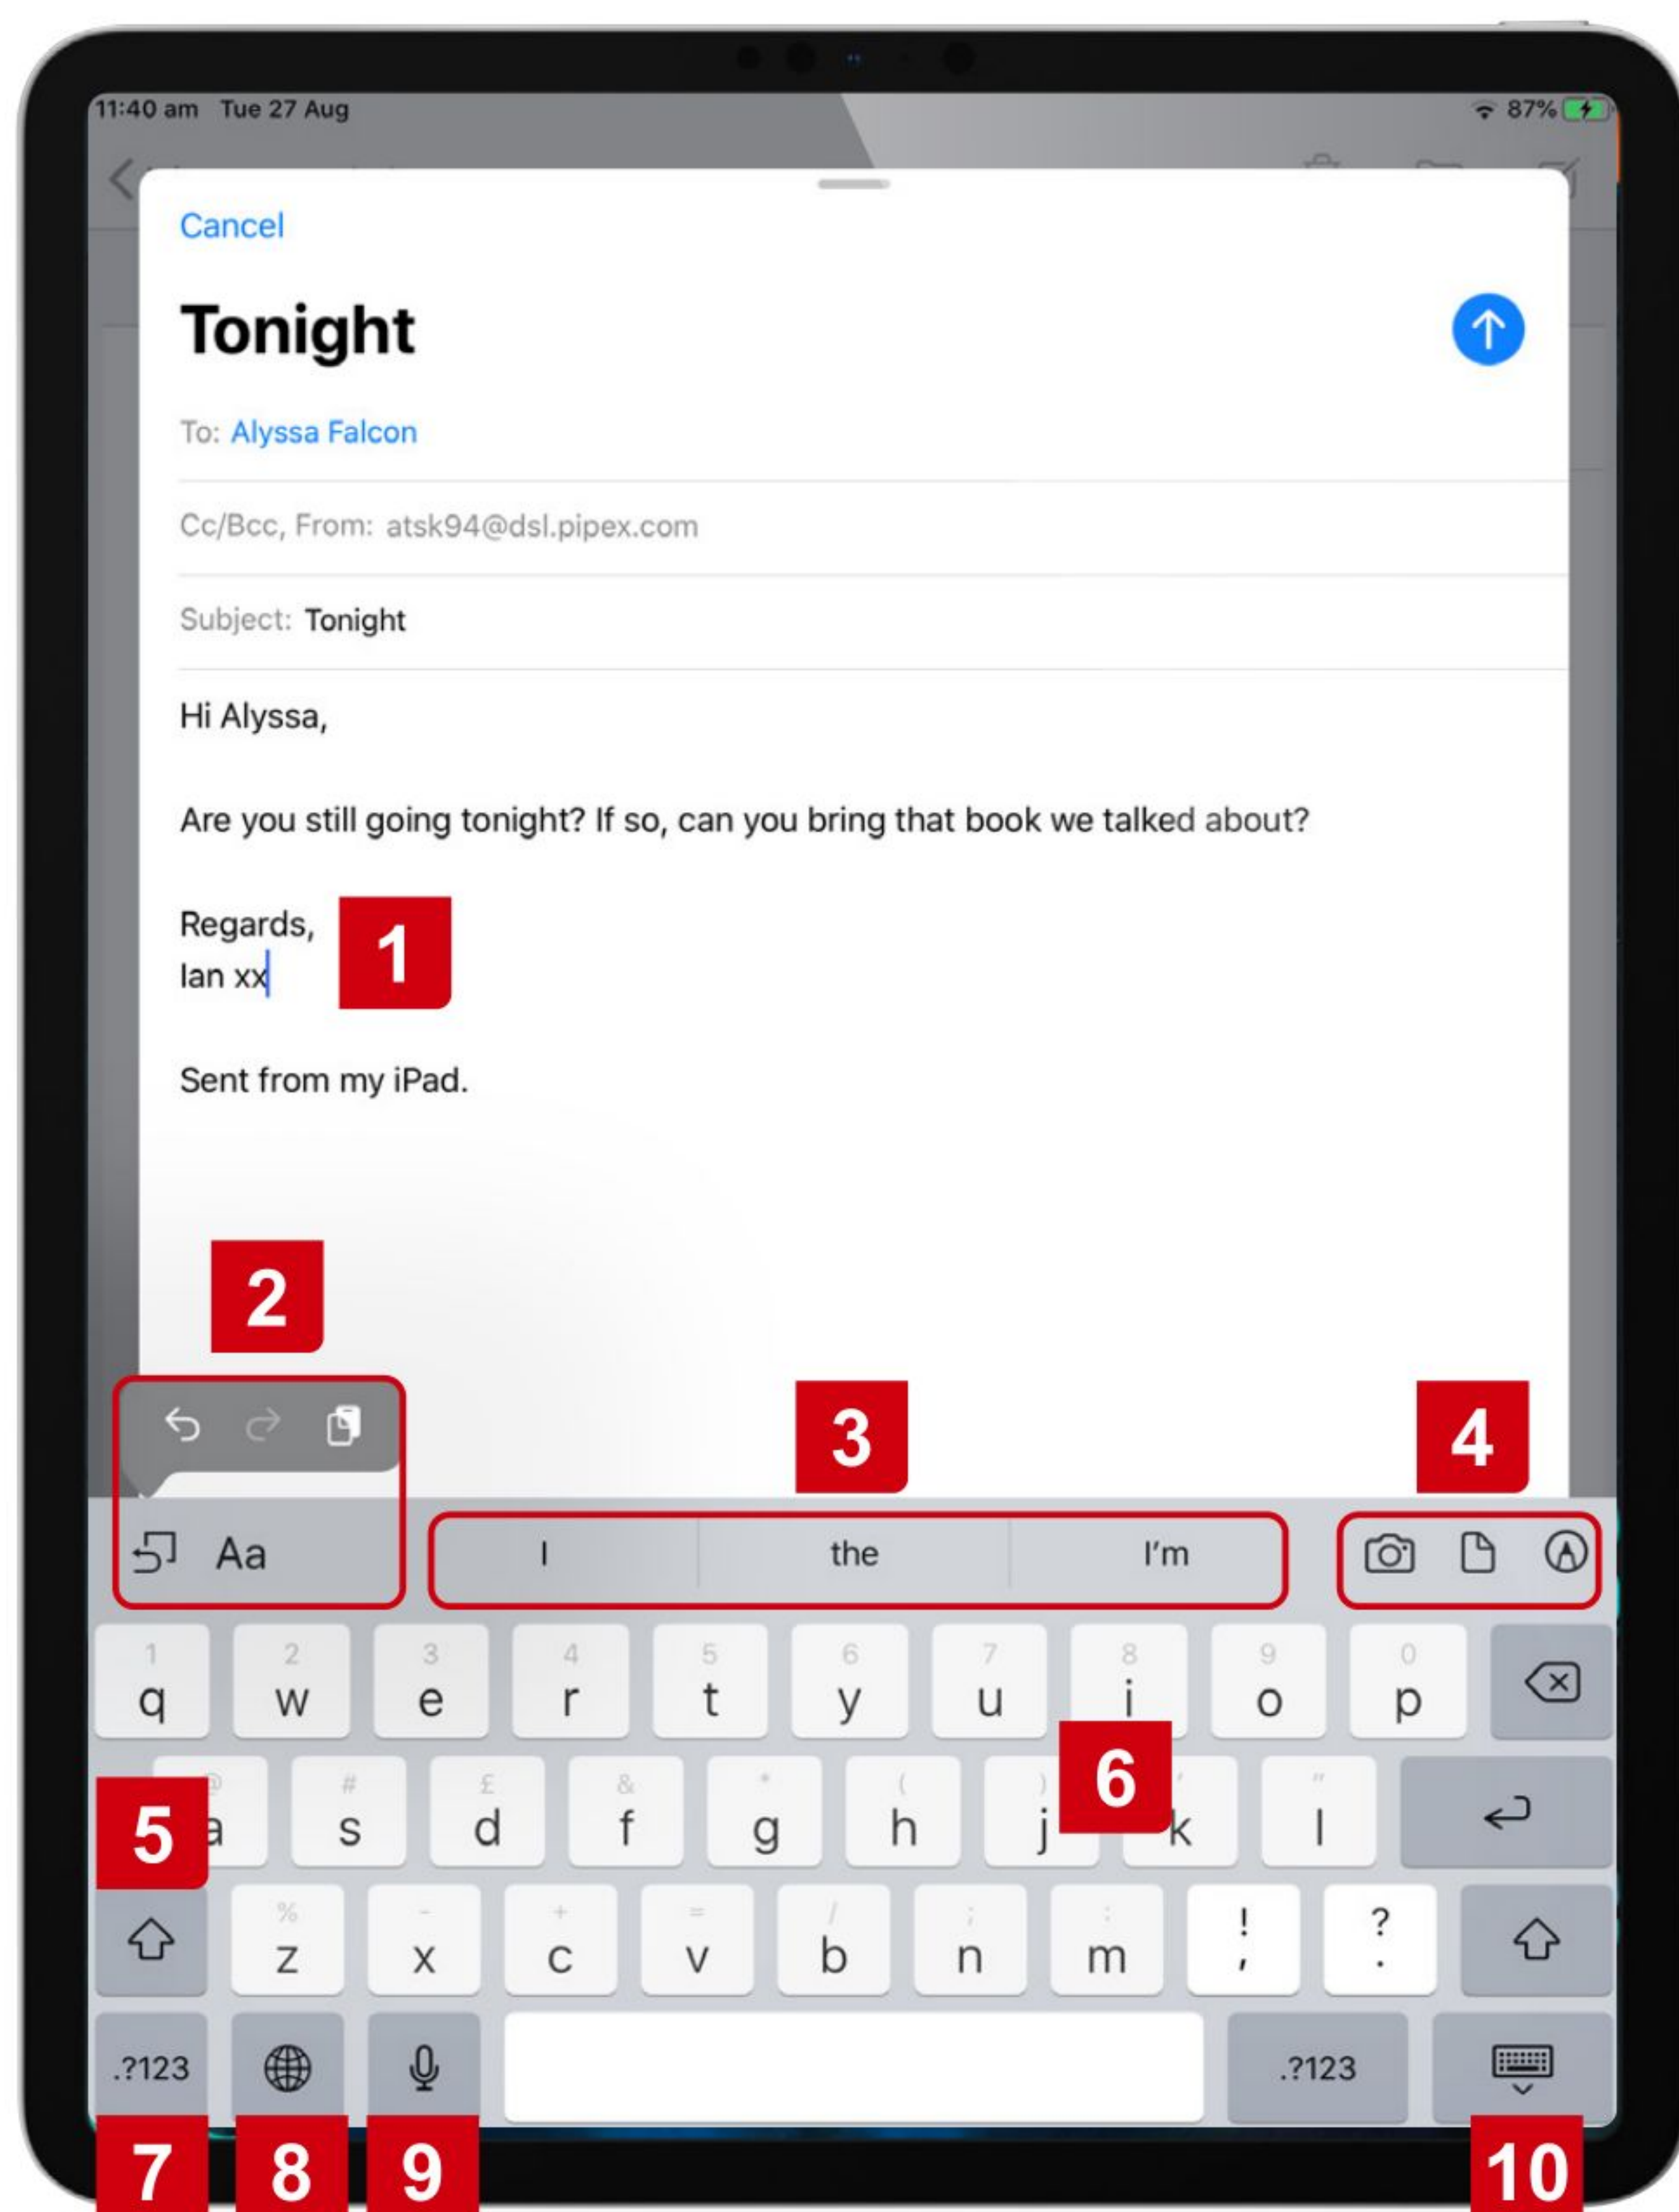 11:40 am Tue 27 Aug 87%
Cancel
Tonight
To: Alyssa Falcon
Cc/Bcc, From: atsk94@dsl.pipex.com
Subject: Tonight
Hi Alyssa,
Are you still going tonight? If so, can you bring that book we talked about?
Regards,
Ian xx
1
Sent from my iPad.
2
3
4
Aa I the I'm
1 2 3 4 5 6 7 8 9 0
q w e r t y u i o p
6
@ # £ & * ( ) ' "
5
a s d f g h j k l
% - + = / ; : ! ?
z x c v b n m , .
.?123 .?123
7 8 9 10